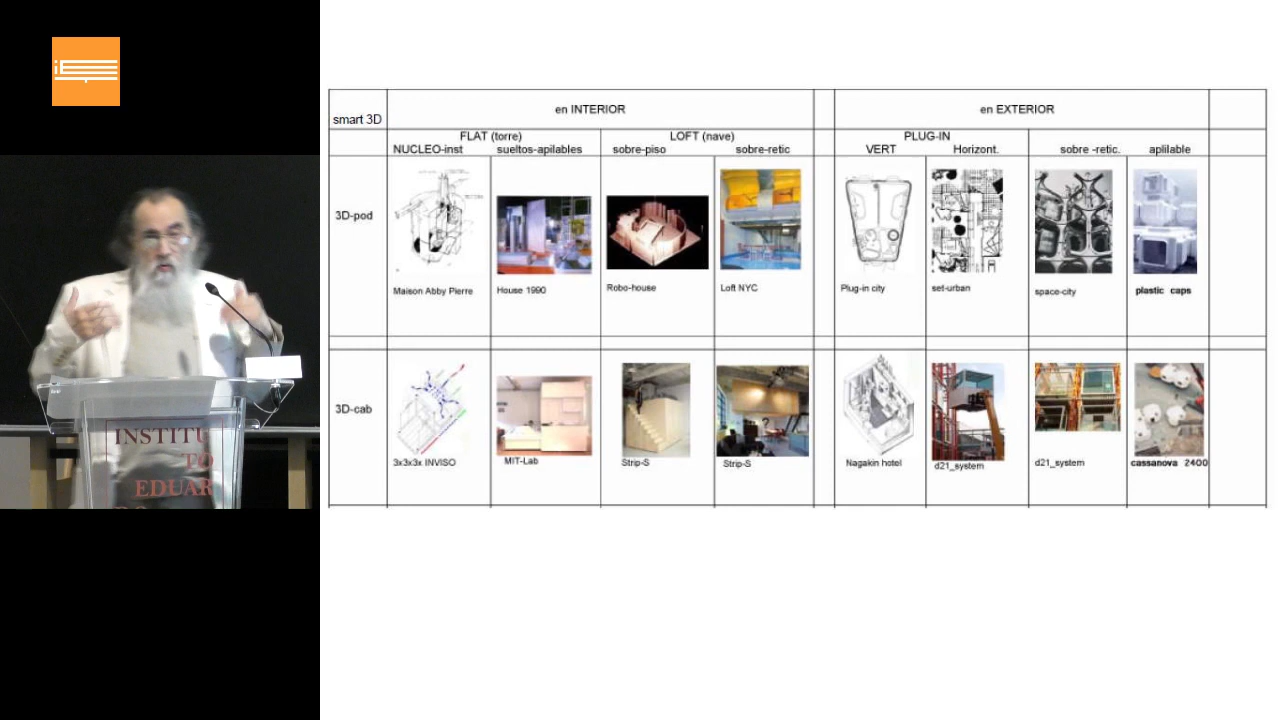 smart 3D
en INTERIOR
en EXTERIOR
FLAT (torre)
LOFT (nave)
PLUG-IN
NUCLEO-inst
sueltos-apilables
sobre-piso
sobre-retic
VERT
Horizont.
sobre -retic.
aplilable
3D-pod
Maison Abby Pierre
House 1990
Robo-house
Loft NYC
Plug-in city
set-urban
space-city
plastic caps
3D-cab
3x3x3x INVISO
MIT-Lab
Strip-S
Strip-S
Nagakin hotel
d21_system
d21_system
cassanova 2400
INSTITU
TO
EDUAR